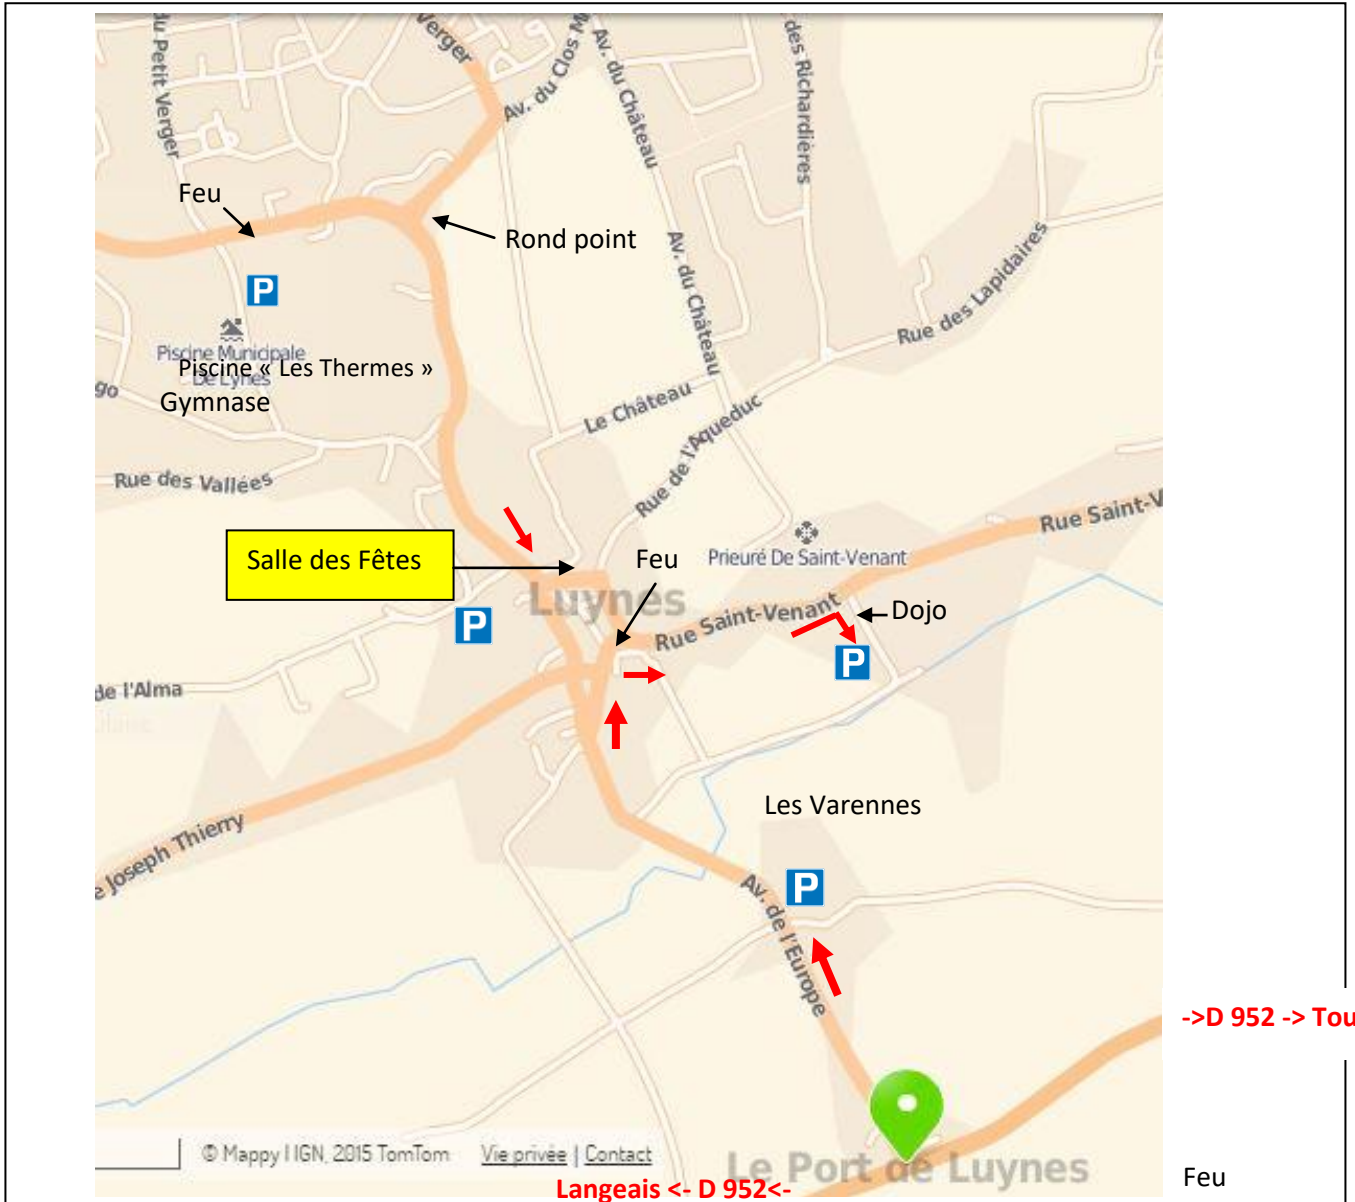 du Petit Verger
Verger
Av. du Clos M
Av. du Château
des Richardières
Feu
Rond point
Av. du Château
Rue des Lapidaires
P
Piscine Municipale
De Lynes
Piscine « Les Thermes »
Gymnase
go
Le Château
Rue de l'Aqueduc
Rue des Vallées
Rue Saint-V
Salle des Fêtes
Feu
Prieuré De Saint-Venant
Luynes
P
Rue Saint-Venant
Dojo
P
de l'Alma
Les Varennes
e Joseph Thierry
P
Av. de l'Europe
->D 952 -> Tou
© Mappy | IGN, 2015 TomTom Vie privée | Contact
Le Port de Luynes
Feu
Langeais <- D 952<-